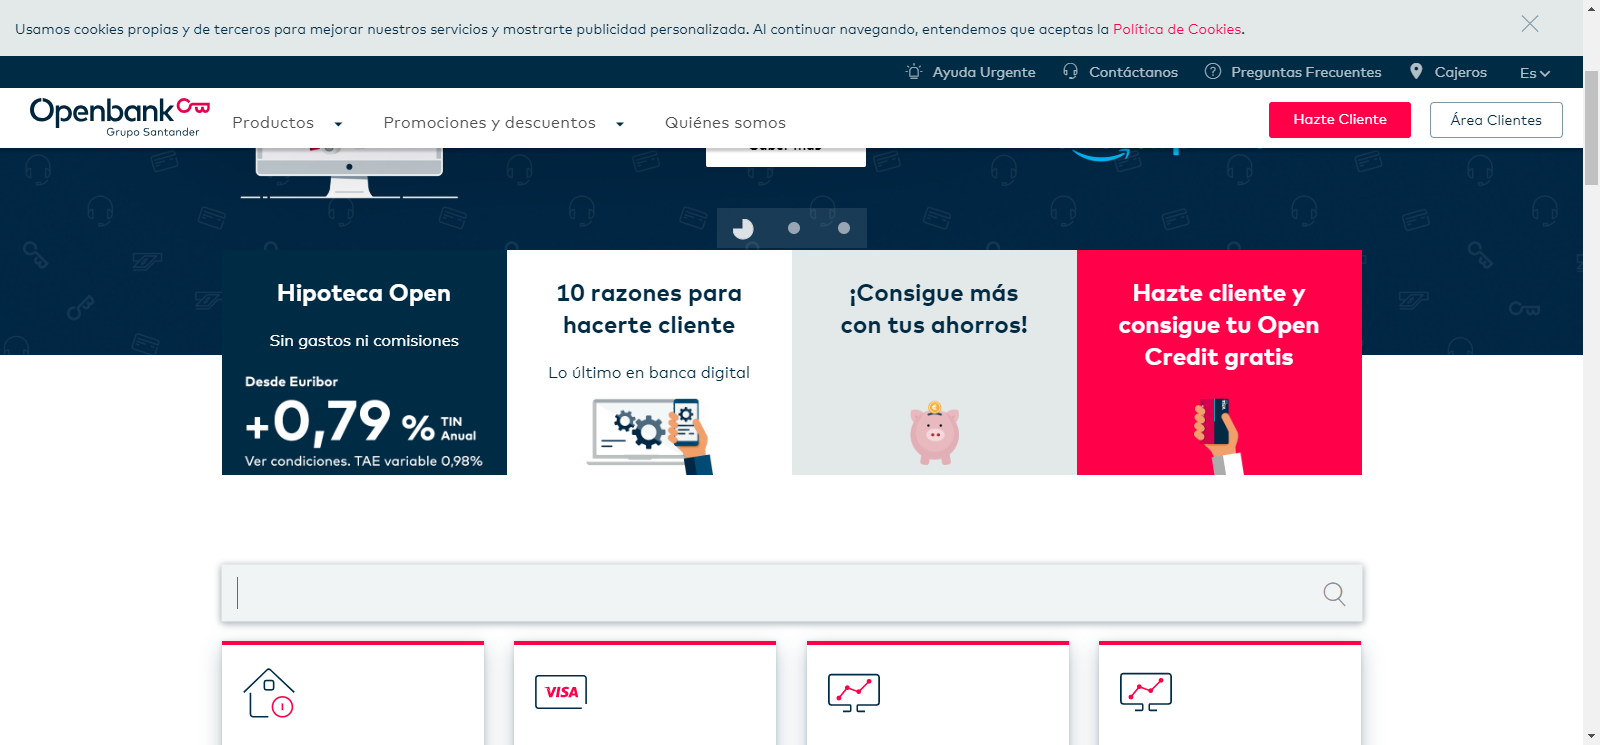 Usamos cookies propias y de terceros para mejorar nuestros servicios y mostrarte publicidad personalizada. Al continuar navegando, entendemos que aceptas la Política de Cookies.
Ayuda Urgente Contáctanos Preguntas Frecuentes Cajeros Es
Openbank
Grupo Santander
Productos Promociones y descuentos Quiénes somos
Hazte Cliente Área Clientes
Hipoteca Open
Sin gastos ni comisiones
Desde Euribor
+0,79 % TIN
Anual
Ver condiciones. TAE variable 0,98%
10 razones para
hacerte cliente
Lo último en banca digital
¡Consigue más
con tus ahorros!
Hazte cliente y
consigue tu Open
Credit gratis
VISA
VISA